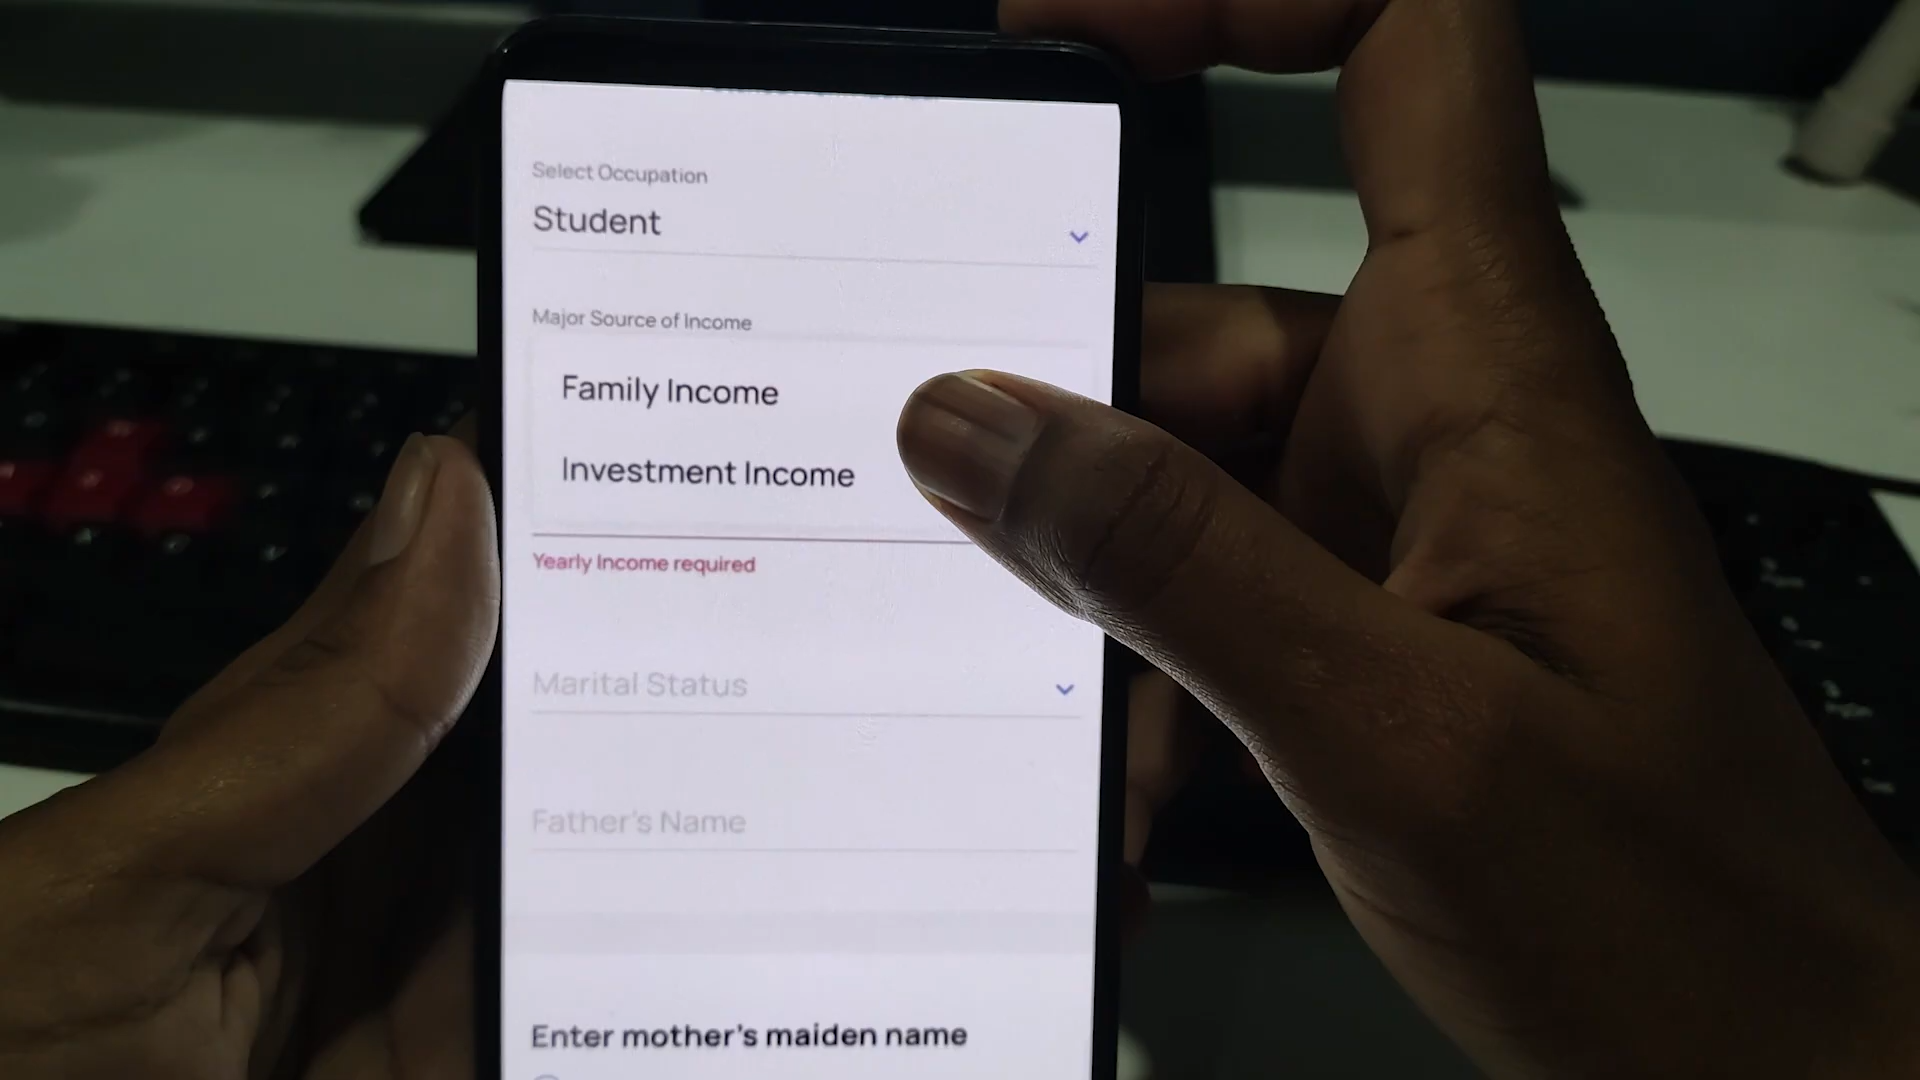 Select Occupation
Student
Major Source of Income
Family Income
Investment Income
Yearly Income required
Marital Status
Father's Name
Enter mother's maiden name